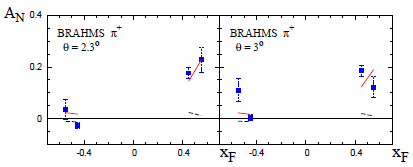 A_N
0.4
0.2
0
BRAHMS π⁺
θ = 2.3°
BRAHMS π⁺
θ = 3°
-0.4 0 0.4 x_F -0.4 0 0.4 x_F